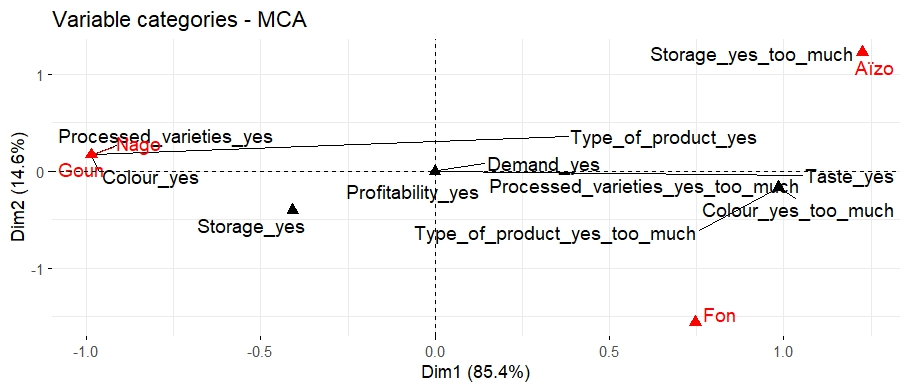 Variable categories - MCA
Storage_yes_too_much
Aïzo
1
Processed_varieties_yes
Nago
Type_of_product_yes
Demand_yes
0
Goun
Colour_yes
Taste_yes
Profitability_yes
Processed_varieties_yes_too_much
Colour_yes_too_much
Storage_yes
Type_of_product_yes_too_much
-1
Fon
Dim2 (14.6%)
-1.0
-0.5
0.0
0.5
1.0
Dim1 (85.4%)